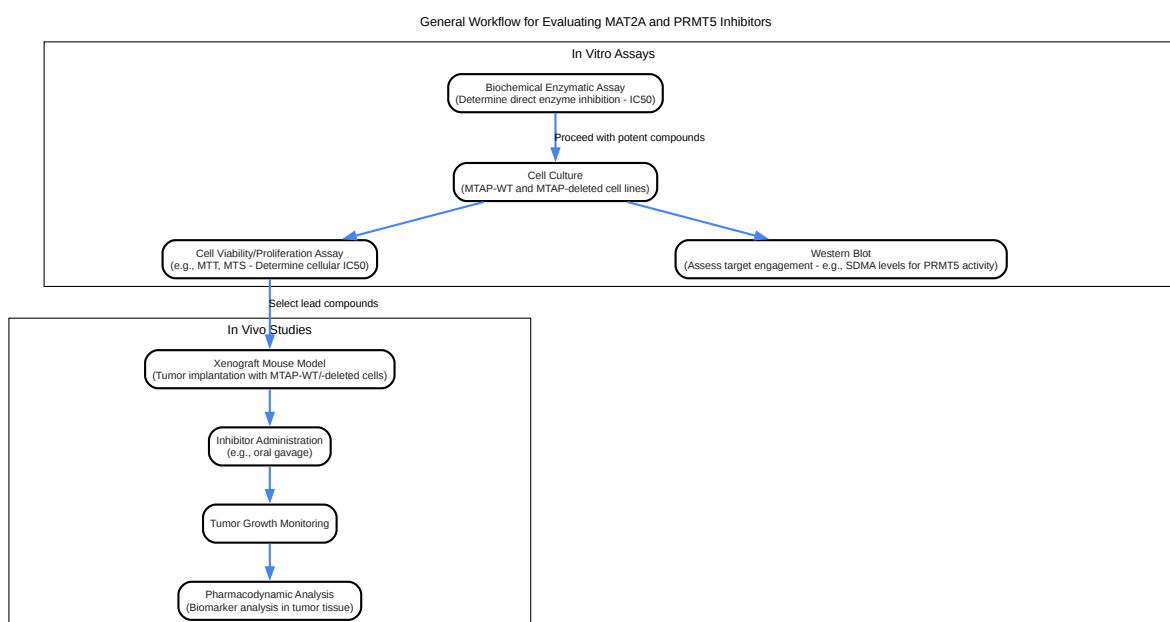 General Workflow for Evaluating MAT2A and PRMT5 Inhibitors
In Vitro Assays
Biochemical Enzymatic Assay
(Determine direct enzyme inhibition - IC50)
Proceed with potent compounds
Cell Culture
(MTAP-WT and MTAP-deleted cell lines)
Cell Viability/Proliferation Assay
(e.g., MTT, MTS - Determine cellular IC50)
Western Blot
(Assess target engagement - e.g., SDMA levels for PRMT5 activity)
Select lead compounds
In Vivo Studies
Xenograft Mouse Model
(Tumor implantation with MTAP-WT/-deleted cells)
Inhibitor Administration
(e.g., oral gavage)
Tumor Growth Monitoring
Pharmacodynamic Analysis
(Biomarker analysis in tumor tissue)